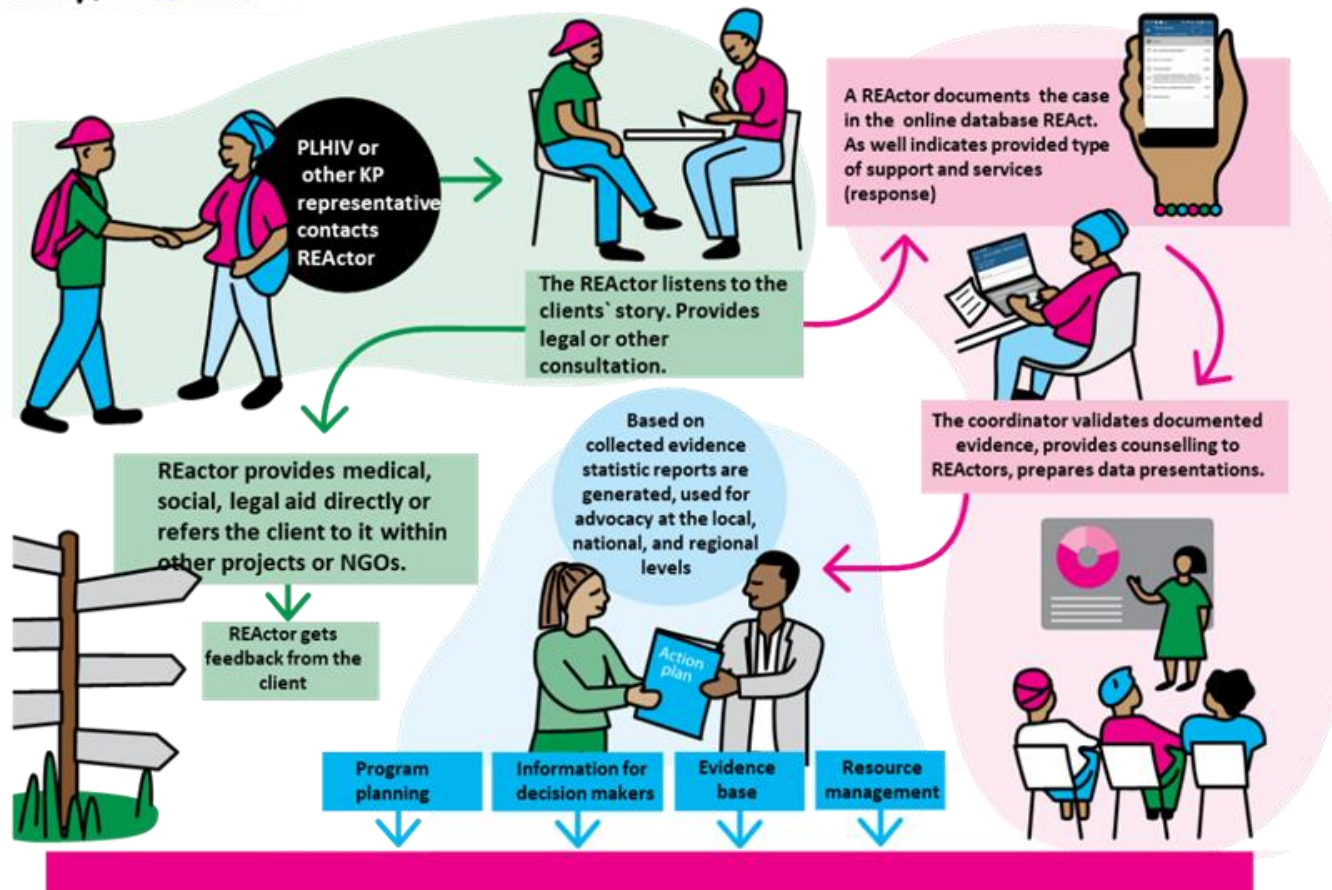 PLHIV or
other KP
representative
contacts
REActor
The REActor listens to the
clients` story. Provides
legal or other
consultation.
A REActor documents the case
in the online database REAct.
As well indicates provided type
of support and services
(response)
The coordinator validates documented
evidence, provides counselling to
REActors, prepares data presentations.
REactor provides medical,
social, legal aid directly or
refers the client to it within
other projects or NGOs.
REActor gets
feedback from the
client
Based on
collected evidence
statistic reports are
generated, used for
advocacy at the local,
national, and regional
levels
Action
plan
Program
planning
Information for
decision makers
Evidence
base
Resource
management